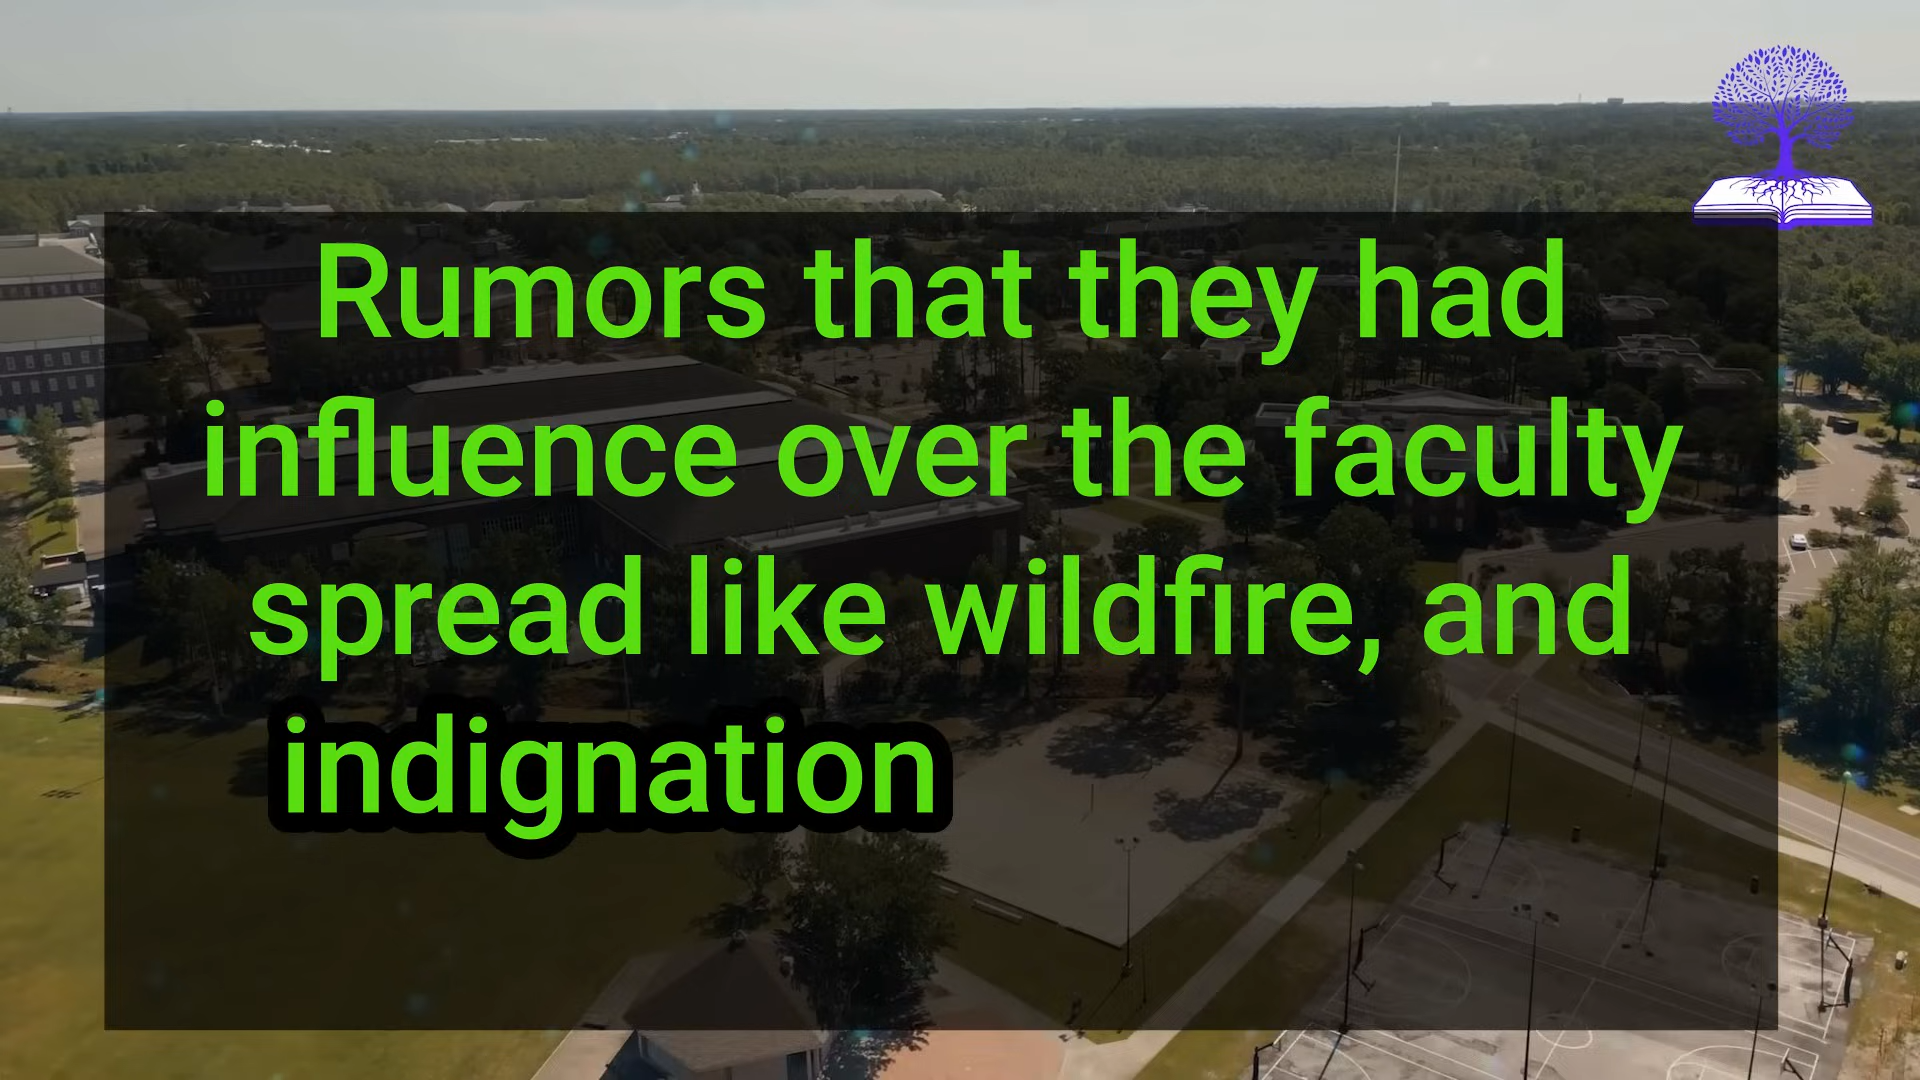 Rumors that they had
influence over the faculty
spread like wildfire, and
indignation